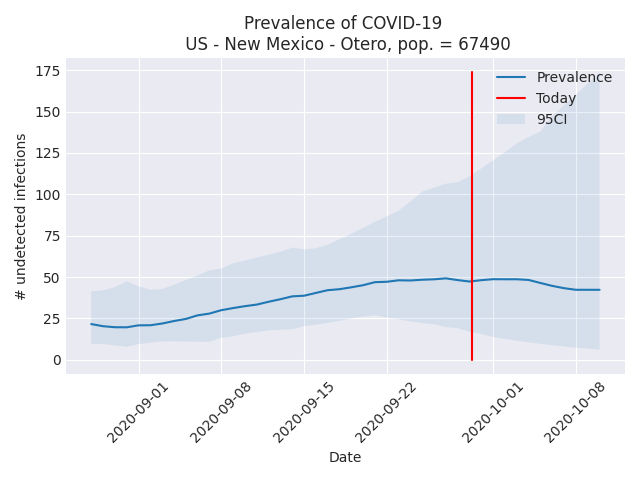 Prevalence of COVID-19
US - New Mexico - Otero, pop. = 67490
175
150
125
100
75
50
25
0
# undetected infections
Prevalence
Today
95CI
2020-09-01
2020-09-08
2020-09-15
2020-09-22
2020-10-01
2020-10-08
Date